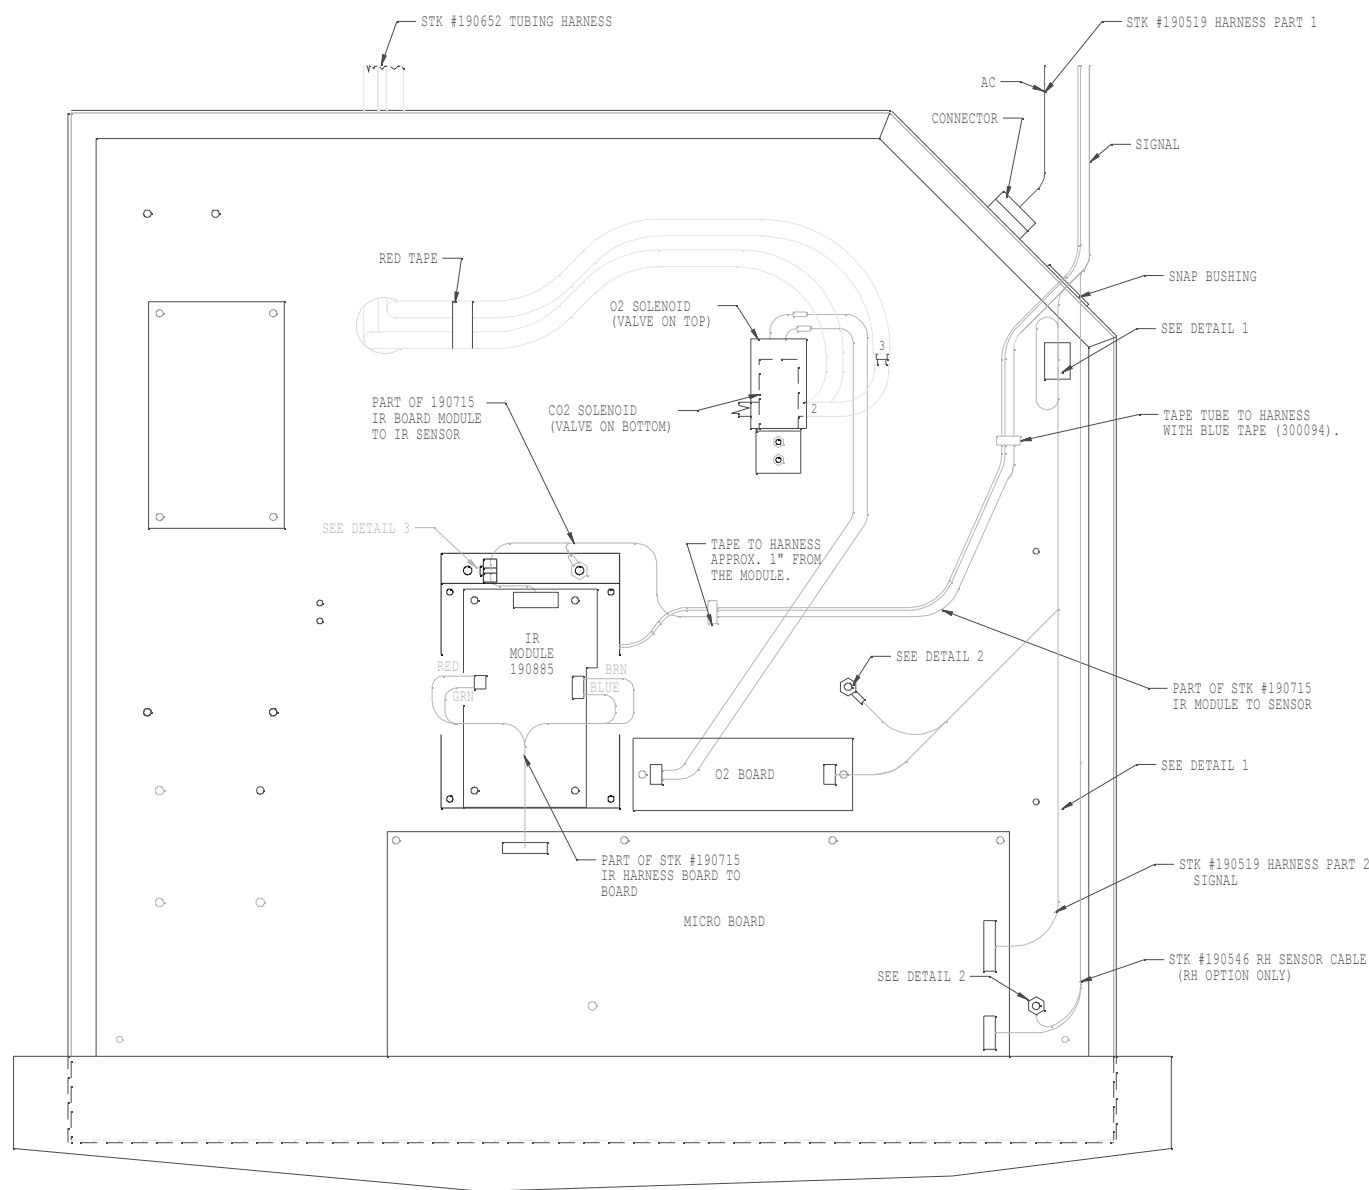 STK #190652 TUBING HARNESS
STK #190519 HARNESS PART 1
AC
CONNECTOR
SIGNAL
RED TAPE
SNAP BUSHING
O2 SOLENOID
(VALVE ON TOP)
SEE DETAIL 1
3
PART OF 190715
IR BOARD MODULE
TO IR SENSOR
CO2 SOLENOID
(VALVE ON BOTTOM)
2
TAPE TUBE TO HARNESS
WITH BLUE TAPE (300094).
SEE DETAIL 3
TAPE TO HARNESS
APPROX. 1" FROM
THE MODULE.
IR
MODULE
190885
RED
GRN
BRN
BLUE
SEE DETAIL 2
PART OF STK #190715
IR MODULE TO SENSOR
O2 BOARD
SEE DETAIL 1
PART OF STK #190715
IR HARNESS BOARD TO
BOARD
STK #190519 HARNESS PART 2
SIGNAL
MICRO BOARD
STK #190546 RH SENSOR CABLE
(RH OPTION ONLY)
SEE DETAIL 2